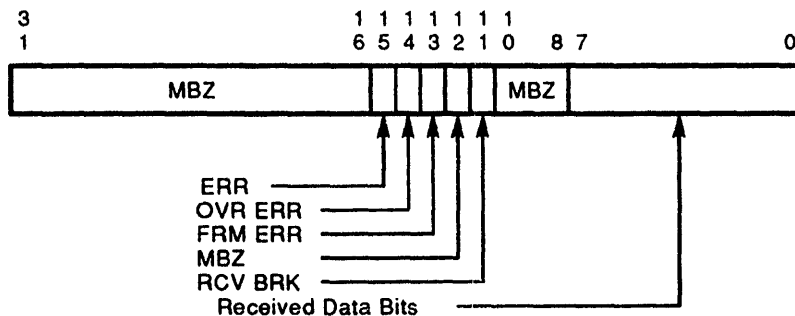 3 1 1 1 1 1 1 1
1 6 5 4 3 2 1 0 8 7 0
MBZ MBZ
ERR
OVR ERR
FRM ERR
MBZ
RCV BRK
Received Data Bits